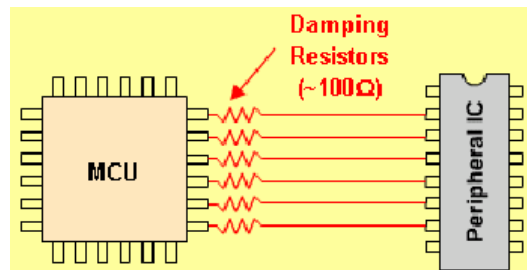 Damping
Resistors
(~100Ω)
MCU
Peripheral IC